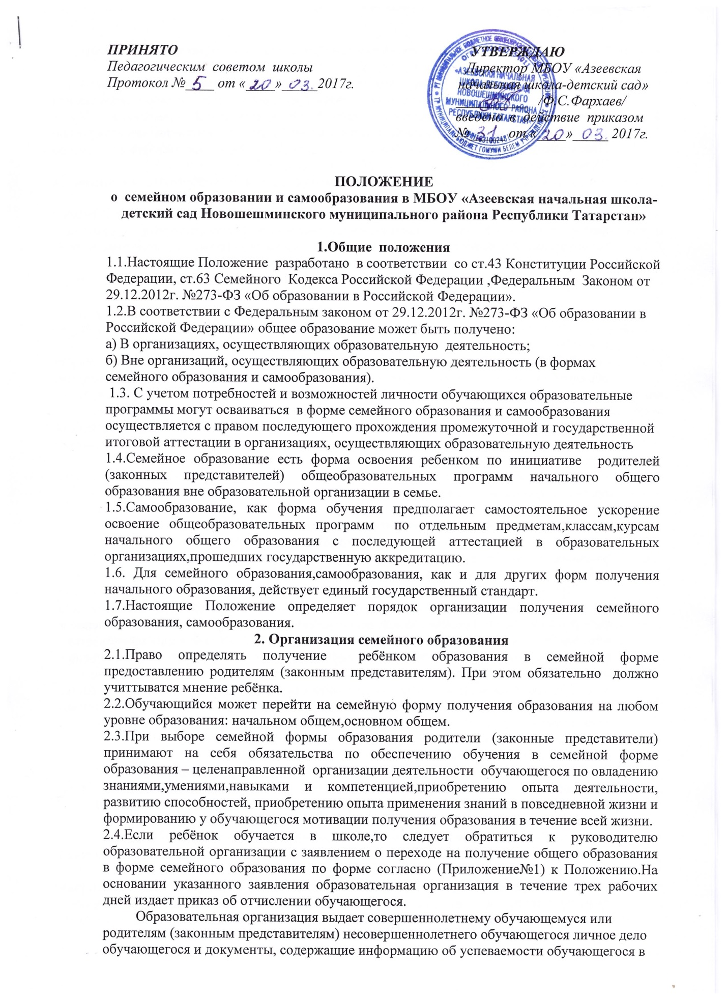 ПРИНЯТО
Педагогическим советом школы
Протокол № 5 от « 20 » 03. 2017г.
УТВЕРЖДАЮ
Директор МБОУ «Азеевская
начальная школа-детский сад»
/Ф.С.Фархаев/
введено в действие приказом
№ 31 от « 20 » 03. 2017г.
«АЗЕЕВСКАЯ НАЧАЛЬНАЯ
ШКОЛА-ДЕТСКИЙ САД
НОВОШЕШМИНСКОГО
МУНИЦИПАЛЬНОГО РАЙОНА
РЕСПУБЛИКИ ТАТАРСТАН»
ПОЛОЖЕНИЕ
о семейном образовании и самообразования в МБОУ «Азеевская начальная школа-
детский сад Новошешминского муниципального района Республики Татарстан»
1.Общие положения
1.1.Настоящие Положение разработано в соответствии со ст.43 Конституции Российской
Федерации, ст.63 Семейного Кодекса Российской Федерации ,Федеральным Законом от
29.12.2012г. №273-ФЗ «Об образовании в Российской Федерации».
1.2.В соответствии с Федеральным законом от 29.12.2012г. №273-ФЗ «Об образовании в
Российской Федерации» общее образование может быть получено:
а) В организациях, осуществляющих образовательную деятельность;
б) Вне организаций, осуществляющих образовательную деятельность (в формах
семейного образования и самообразования).
1.3. С учетом потребностей и возможностей личности обучающихся образовательные
программы могут осваиваться в форме семейного образования и самообразования
осуществляется с правом последующего прохождения промежуточной и государственной
итоговой аттестации в организациях, осуществляющих образовательную деятельность
1.4.Семейное образование есть форма освоения ребенком по инициативе родителей
(законных представителей) общеобразовательных программ начального общего
образования вне образовательной организации в семье.
1.5.Самообразование, как форма обучения предполагает самостоятельное ускорение
освоение общеобразовательных программ по отдельным предметам,классам,курсам
начального общего образования с последующей аттестацией в образовательных
организациях,прошедших государственную аккредитацию.
1.6. Для семейного образования,самообразования, как и для других форм получения
начального образования, действует единый государственный стандарт.
1.7.Настоящие Положение определяет порядок организации получения семейного
образования, самообразования.
2. Организация семейного образования
2.1.Право определять получение ребёнком образования в семейной форме
предоставлению родителям (законным представителям). При этом обязательно должно
учиттыватся мнение ребёнка.
2.2.Обучающийся может перейти на семейную форму получения образования на любом
уровне образования: начальном общем,основном общем.
2.3.При выборе семейной формы образования родители (законные представители)
принимают на себя обязательства по обеспечению обучения в семейной форме
образования – целенаправленной организации деятельности обучающегося по овладению
знаниями,умениями,навыками и компетенцией,приобретению опыта деятельности,
развитию способностей, приобретению опыта применения знаний в повседневной жизни и
формированию у обучающегося мотивации получения образования в течение всей жизни.
2.4.Если ребёнок обучается в школе,то следует обратиться к руководителю
образовательной организации с заявлением о переходе на получение общего образования
в форме семейного образования по форме согласно (Приложение№1) к Положению.На
основании указанного заявления образовательная организация в течение трех рабочих
дней издает приказ об отчислении обучающегося.
Образовательная организация выдает совершеннолетнему обучающемуся или
родителям (законным представителям) несовершеннолетнего обучающегося личное дело
обучающегося и документы, содержащие информацию об успеваемости обучающегося в